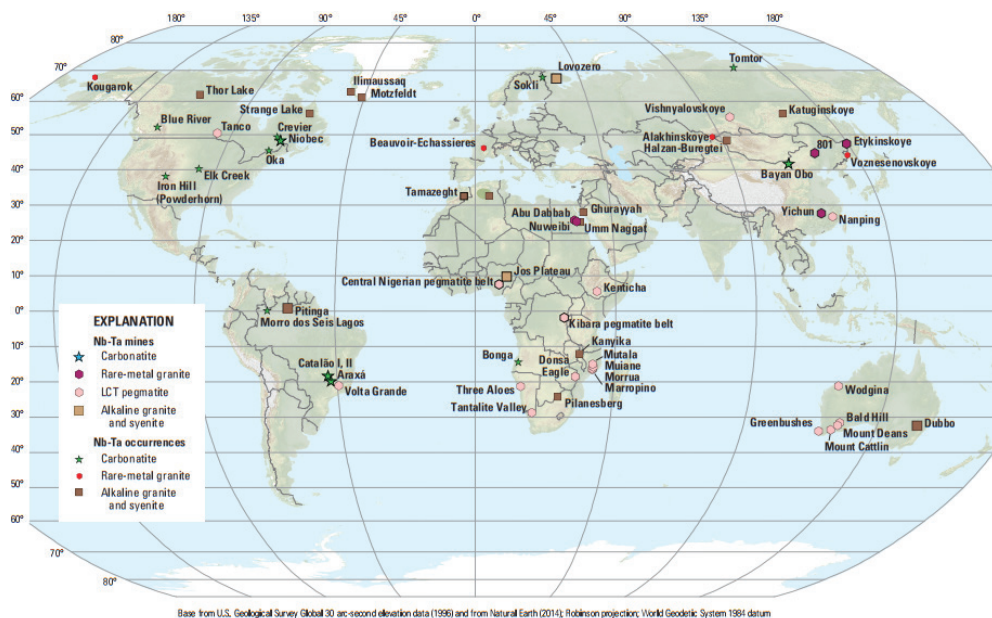 180° 135° 90° 45° 0° 45° 90° 135° 180°
80°
70°
60°
50°
40°
30°
20°
10°
0°
10°
20°
30°
40°
50°
60°
70°
80°
Kougarok
Thor Lake
Ilimaussaq
Motzfeldt
Blue River
Tanco
Strange Lake
Crevier
Niobec
Oka
Elk Creek
Iron Hill
(Powderhorn)
Lovozero
Sokli
Tomtor
Vishnyalovskoye
Katuginskoye
Beauvoir-Echassieres
Alakhinskoye
Halzan-Buregtei
801
Etykinskoye
Voznesenovskoye
Bayan Obo
Tamazeght
Abu Dabbab
Nuweibi
Ghurayyah
Umm Naggat
Yichun
Nanping
Jos Plateau
Central Nigerian pegmatite belt
Kenticha
Pitinga
Morro dos Seis Lagos
Kibara pegmatite belt
Kanyika
Bonga
Donsa
Eagle
Mutala
Muiane
Morrua
Marropino
Catalão I, II
Araxá
Volta Grande
Three Aloes
Tantalite Valley
Pilanesberg
Wodgina
Greenbushes
Bald Hill
Mount Deans
Mount Cattlin
Dubbo
EXPLANATION
Nb-Ta mines
Carbonatite
Rare-metal granite
LCT pegmatite
Alkaline granite
and syenite
Nb-Ta occurrences
Carbonatite
Rare-metal granite
Alkaline granite
and syenite
Base from U.S. Geological Survey Global 30 arc-second elevation data (1996) and from Natural Earth (2014); Robinson projection; World Geodetic System 1984 datum